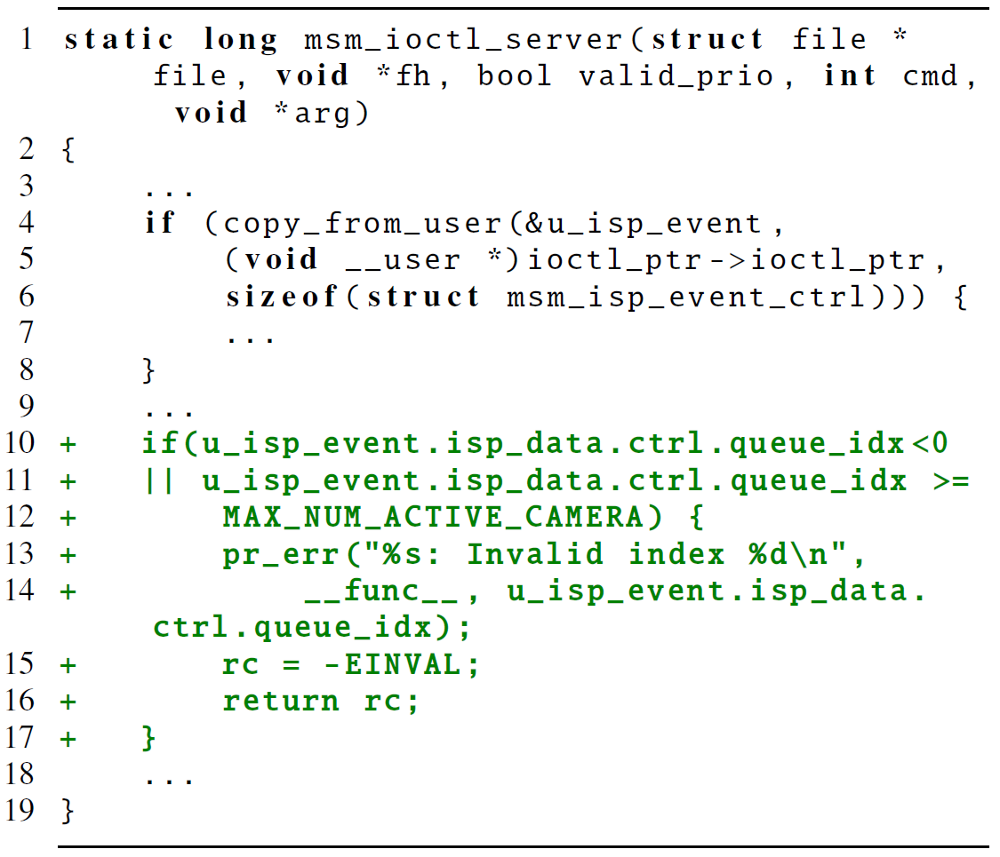 1 static long msm_ioctl_server(struct file *
file, void *fh, bool valid_prio, int cmd,
void *arg)
2 {
3 ...
4 if (copy_from_user(&u_isp_event,
5 (void __user *)ioctl_ptr->ioctl_ptr,
6 sizeof(struct msm_isp_event_ctrl))) {
7 ...
8 }
9 ...
10 + if(u_isp_event.isp_data.ctrl.queue_idx<0
11 + || u_isp_event.isp_data.ctrl.queue_idx >=
12 + MAX_NUM_ACTIVE_CAMERA) {
13 + pr_err("%s: Invalid index %d\n",
14 + __func__, u_isp_event.isp_data.
ctrl.queue_idx);
15 + rc = -EINVAL;
16 + return rc;
17 + }
18 ...
19 }